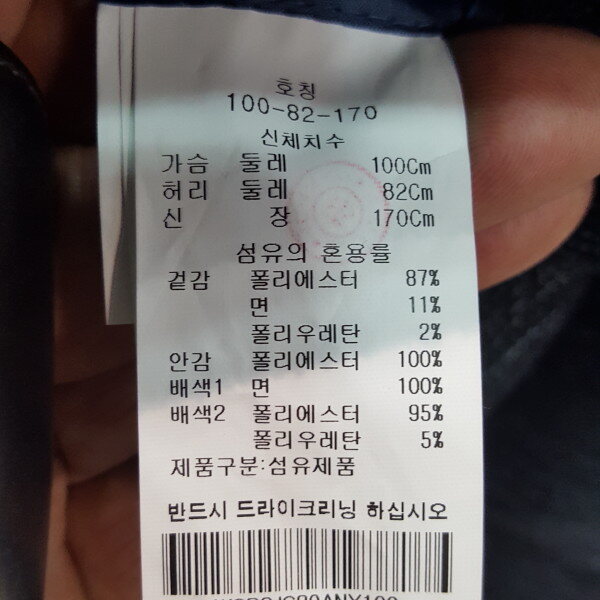 호칭
100-82-170
신체치수
가슴 둘레 100Cm
허리 둘레 82Cm
신 장 170Cm
섬유의 혼용률
겉감 폴리에스터 87%
면 11%
폴리우레탄 2%
안감 폴리에스터 100%
배색1 면 100%
배색2 폴리에스터 95%
폴리우레탄 5%
제품구분:섬유제품
반드시 드라이크리닝 하십시오